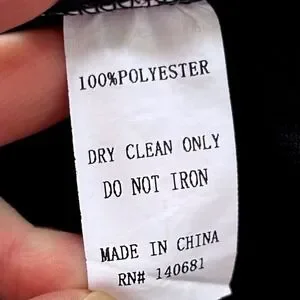 100%POLYESTER
DRY CLEAN ONLY
DO NOT IRON
MADE IN CHINA
RN# 140681